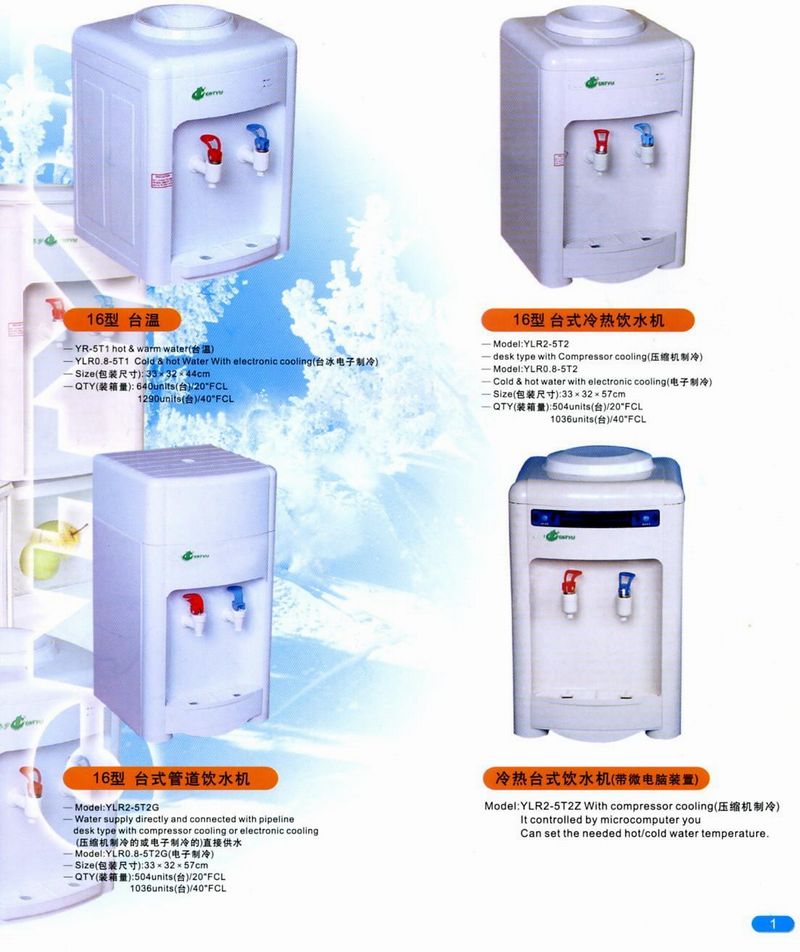 16型 台温
— YR-5T1 hot & warm water(台温)
— YLR0.8-5T1 Cold & hot Water With electronic cooling(台冰电子制冷)
— Size(包装尺寸): 33×32×44cm
— QTY(装箱量): 640units(台)/20"FCL
1290units(台)/40"FCL
16型 台式冷热饮水机
— Model:YLR2-5T2
— desk type with Compressor cooling(压缩机制冷)
— Model:YLR0.8-5T2
— Cold & hot water with electronic cooling(电子制冷)
— Size(包装尺寸):33×32×57cm
— QTY(装箱量):504units(台)/20"FCL
1036units(台)/40"FCL
16型 台式管道饮水机
— Model:YLR2-5T2G
— Water supply directly and connected with pipeline
desk type with compressor cooling or electronic cooling
(压缩机制冷的或电子制冷的)直接供水
— Model:YLR0.8-5T2G(电子制冷)
— Size(包装尺寸):33×32×57cm
— QTY(装箱量):504units(台)/20"FCL
1036units(台)/40"FCL
冷热台式饮水机(带微电脑装置)
Model:YLR2-5T2Z With compressor cooling(压缩机制冷)
It controlled by microcomputer you
Can set the needed hot/cold water temperature.
1